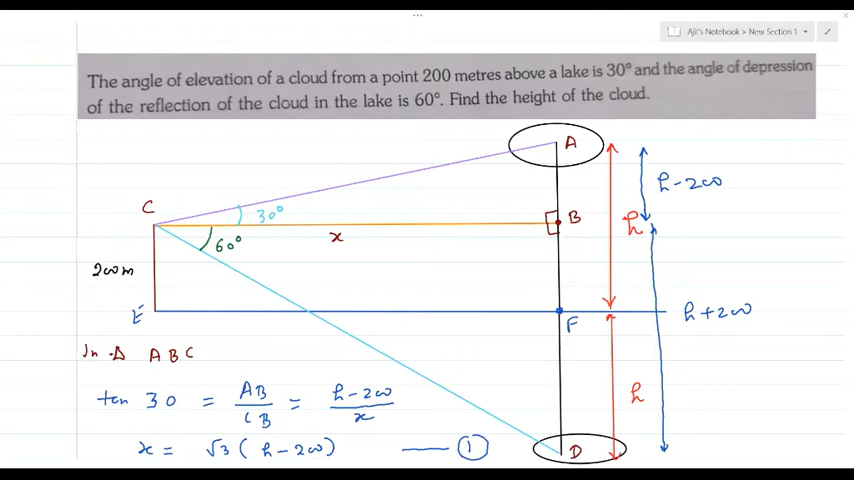 Ajit's Notebook > New Section 1
The angle of elevation of a cloud from a point 200 metres above a lake is 30° and the angle of depression
of the reflection of the cloud in the lake is 60°. Find the height of the cloud.
A
h-200
C
30°
B
h
60°
x
200m
E
F
h+200
In Δ ABC
tan 30 = AB/CB = h-200/x
h
x = √3 (h-200) —— ①
D